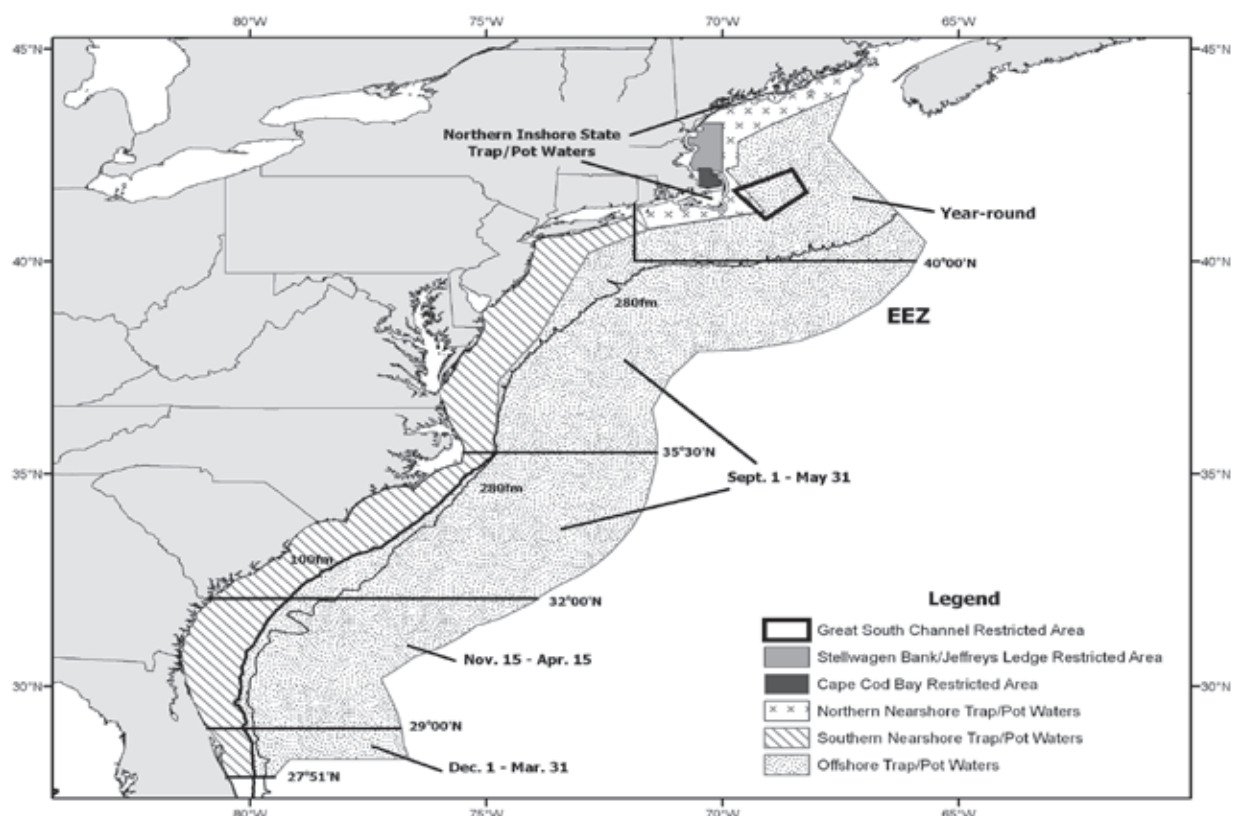 80°W 75°W 70°W 65°W
45°N 45°N
Northern Inshore State
Trap/Pot Waters
Year-round
40°N 40°00'N 40°N
280fm
EEZ
35°30'N
35°N 35°N
Sept. 1 - May 31
280fm
100fm
32°00'N
Legend
Great South Channel Restricted Area
Stellwagen Bank/Jeffreys Ledge Restricted Area
Cape Cod Bay Restricted Area
Northern Nearshore Trap/Pot Waters
Southern Nearshore Trap/Pot Waters
Offshore Trap/Pot Waters
Nov. 15 - Apr. 15
30°N 30°N
29°00'N
Dec. 1 - Mar. 31
27°51'N
80°W 75°W 70°W 65°W